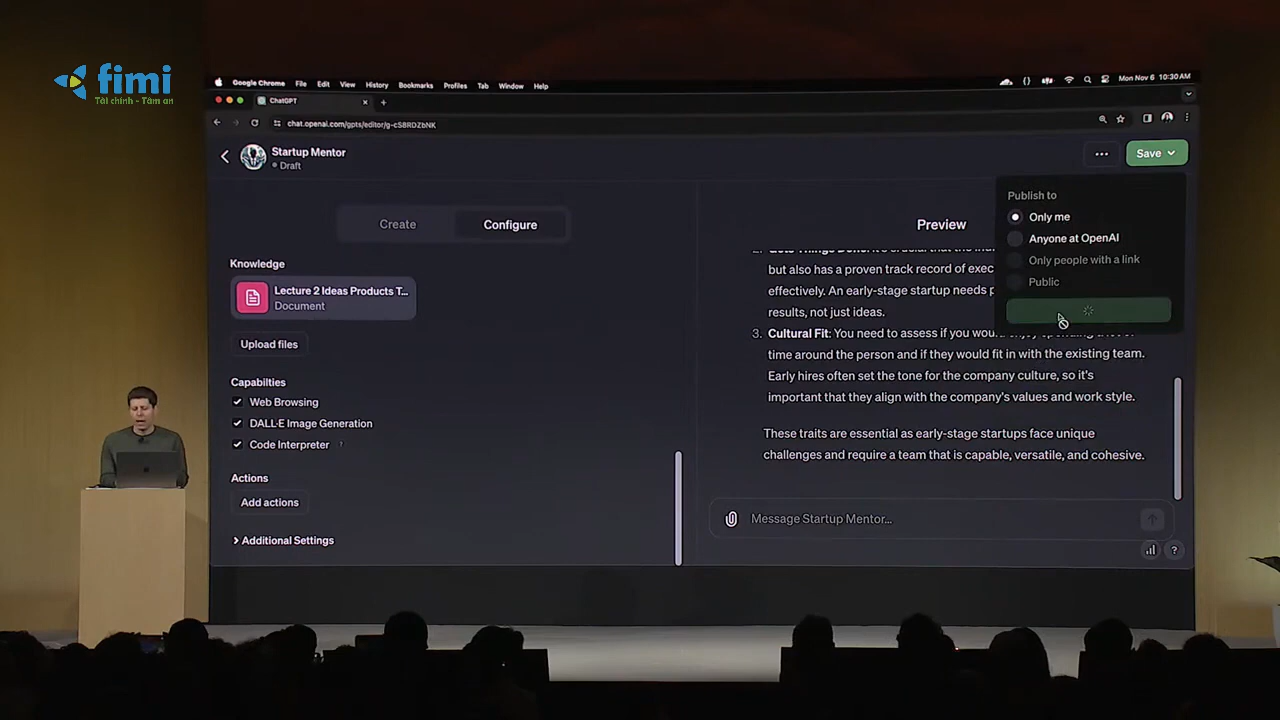 fimi
Tài chính - Tâm an
Google Chrome File Edit View History Bookmarks Profiles Tab Window Help
Mon Nov 6 10:30 AM
ChatGPT
chat.openai.com/gpts/editor/g-cSBRDZbNK
Startup Mentor
Draft
Save
Publish to
Only me
Anyone at OpenAI
Only people with a link
Public
Create
Configure
Knowledge
Lecture 2 Ideas Products T...
Document
Upload files
Capabilties
Web Browsing
DALL·E Image Generation
Code Interpreter
Actions
Add actions
Additional Settings
Preview
but also has a proven track record of
effectively. An early-stage startup needs
results, not just ideas.
3. Cultural Fit: You need to assess if you
time around the person and if they would fit in with the existing team.
Early hires often set the tone for the company culture, so it's
important that they align with the company's values and work style.
These traits are essential as early-stage startups face unique
challenges and require a team that is capable, versatile, and cohesive.
Message Startup Mentor...
?